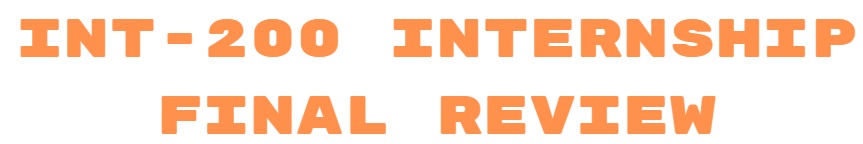 INT-200 INTERNSHIP
FINAL REVIEW